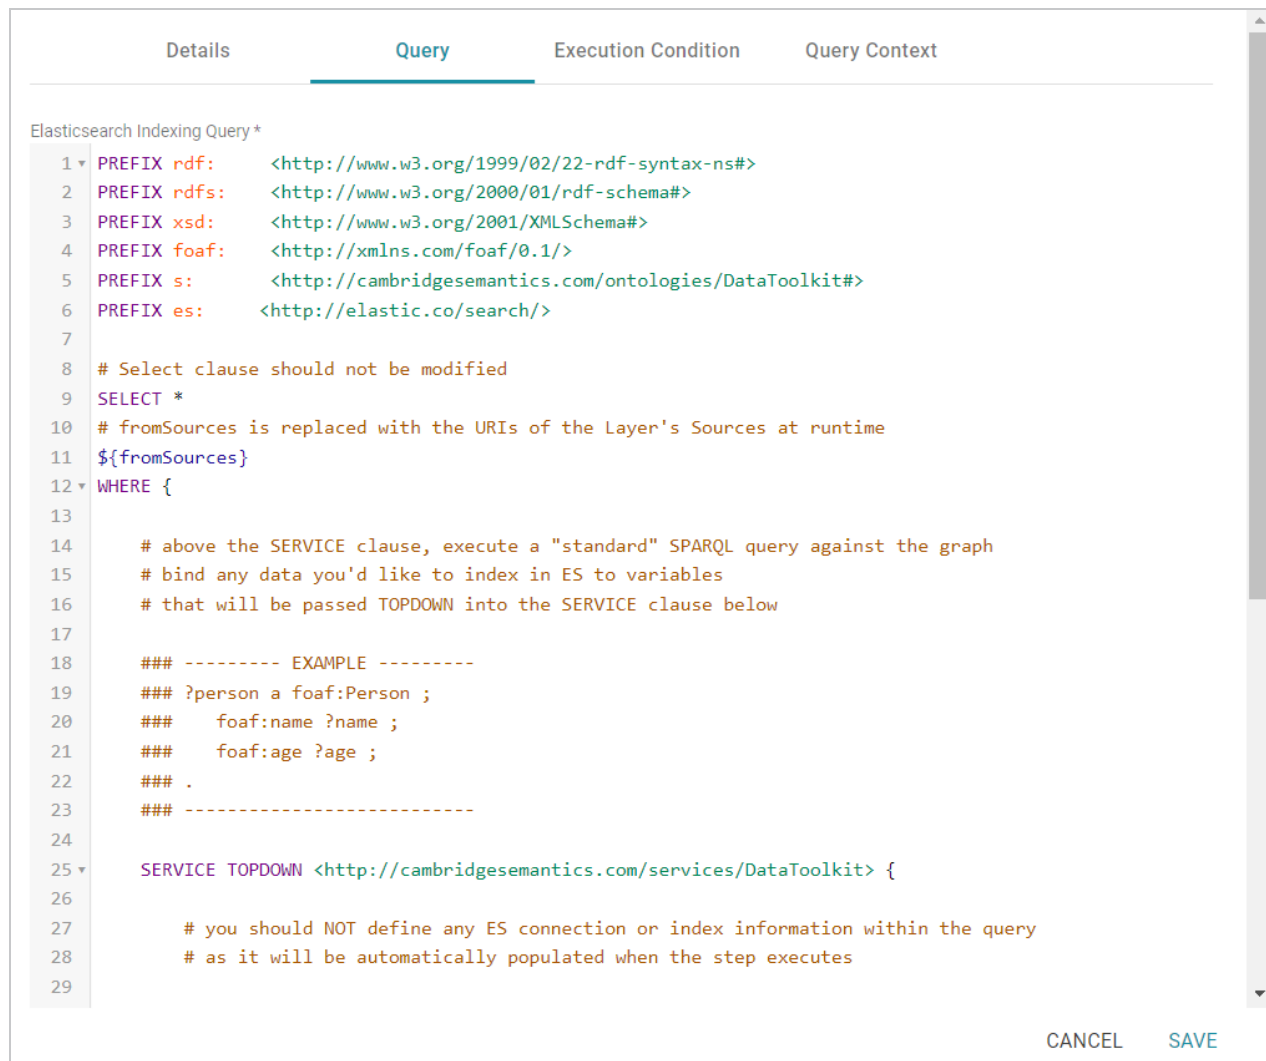 Details Query Execution Condition Query Context
Elasticsearch Indexing Query *
1 PREFIX rdf: <http://www.w3.org/1999/02/22-rdf-syntax-ns#>
2 PREFIX rdfs: <http://www.w3.org/2000/01/rdf-schema#>
3 PREFIX xsd: <http://www.w3.org/2001/XMLSchema#>
4 PREFIX foaf: <http://xmlns.com/foaf/0.1/>
5 PREFIX s: <http://cambridgesemantics.com/ontologies/DataToolkit#>
6 PREFIX es: <http://elastic.co/search/>
7
8 # Select clause should not be modified
9 SELECT *
10 # fromSources is replaced with the URIs of the Layer's Sources at runtime
11 ${fromSources}
12 WHERE {
13
14 # above the SERVICE clause, execute a "standard" SPARQL query against the graph
15 # bind any data you'd like to index in ES to variables
16 # that will be passed TOPDOWN into the SERVICE clause below
17
18 ### --------- EXAMPLE ---------
19 ### ?person a foaf:Person ;
20 ### foaf:name ?name ;
21 ### foaf:age ?age ;
22 ### .
23 ### ---------------------------
24
25 SERVICE TOPDOWN <http://cambridgesemantics.com/services/DataToolkit> {
26
27 # you should NOT define any ES connection or index information within the query
28 # as it will be automatically populated when the step executes
29
CANCEL SAVE